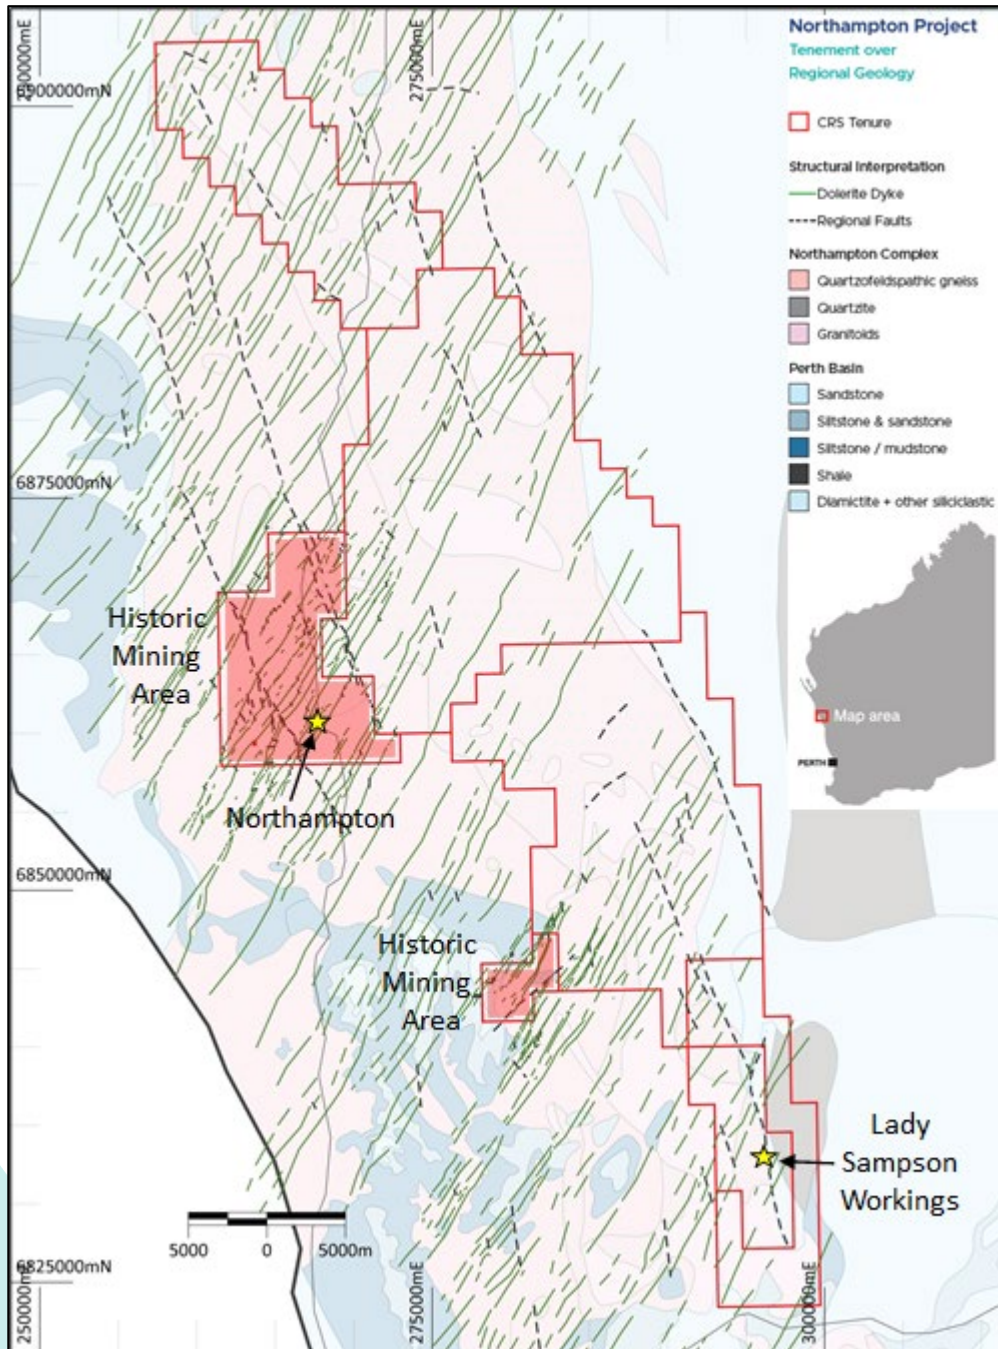 Northampton Project
Tenement over
Regional Geology
CRS Tenure
Structural Interpretation
Dolerite Dyke
Regional Faults
Northampton Complex
Quartzofeldspathic gneiss
Quartzite
Granitoids
Perth Basin
Sandstone
Siltstone & sandstone
Siltstone / mudstone
Shale
Diamictite + other siliciclastic
Map area
PERTH
275000mE
6900000mN
6875000mN
Historic
Mining
Area
Northampton
6850000mN
Historic
Mining
Area
Lady
Sampson
Workings
5000 0 5000m
6825000mN
250000mE
275000mE
300000mE